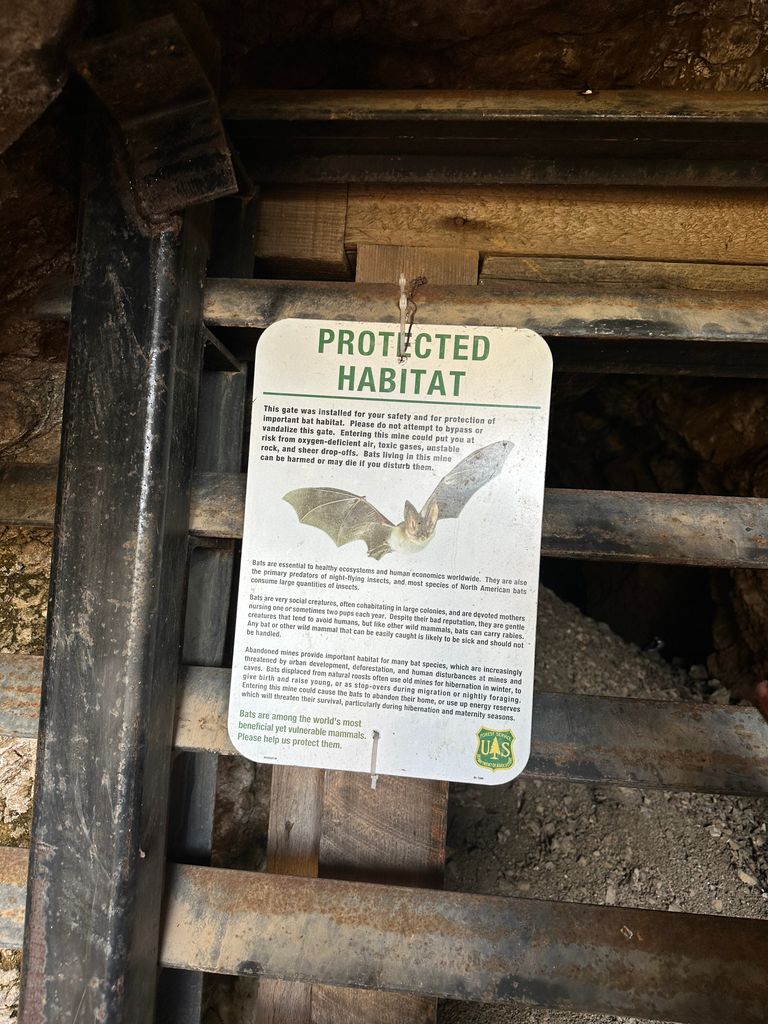 PROTECTED
HABITAT
This gate was installed for your safety and for protection of
important bat habitat. Please do not attempt to bypass or
vandalize this gate. Entering this mine could put you at
risk from oxygen-deficient air, toxic gases, unstable
rock, and sheer drop-offs. Bats living in this mine
can be harmed or may die if you disturb them.
Bats are essential to healthy ecosystems and human economics worldwide. They are also
the primary predators of night-flying insects, and most species of North American bats
consume large quantities of insects.
Bats are very social creatures, often cohabitating in large colonies, and are devoted mothers
nursing one or sometimes two pups each year. Despite their bad reputation, they are gentle
creatures that tend to avoid humans, but like other wild mammals, bats can carry rabies.
Any bat or other wild mammal that can be easily caught is likely to be sick and should not
be handled.
Abandoned mines provide important habitat for many bat species, which are increasingly
threatened by urban development, deforestation, and human disturbances at mines and
caves. Bats displaced from natural roosts often use old mines for hibernation in winter, to
give birth and raise young, or as stop-overs during migration or nightly foraging.
Entering this mine could cause the bats to abandon their home, or use up energy reserves
which will threaten their survival, particularly during hibernation and maternity seasons.
Bats are among the world's most
beneficial yet vulnerable mammals.
Please help us protect them.
FOREST SERVICE
U S
DEPARTMENT OF AGRICULTURE